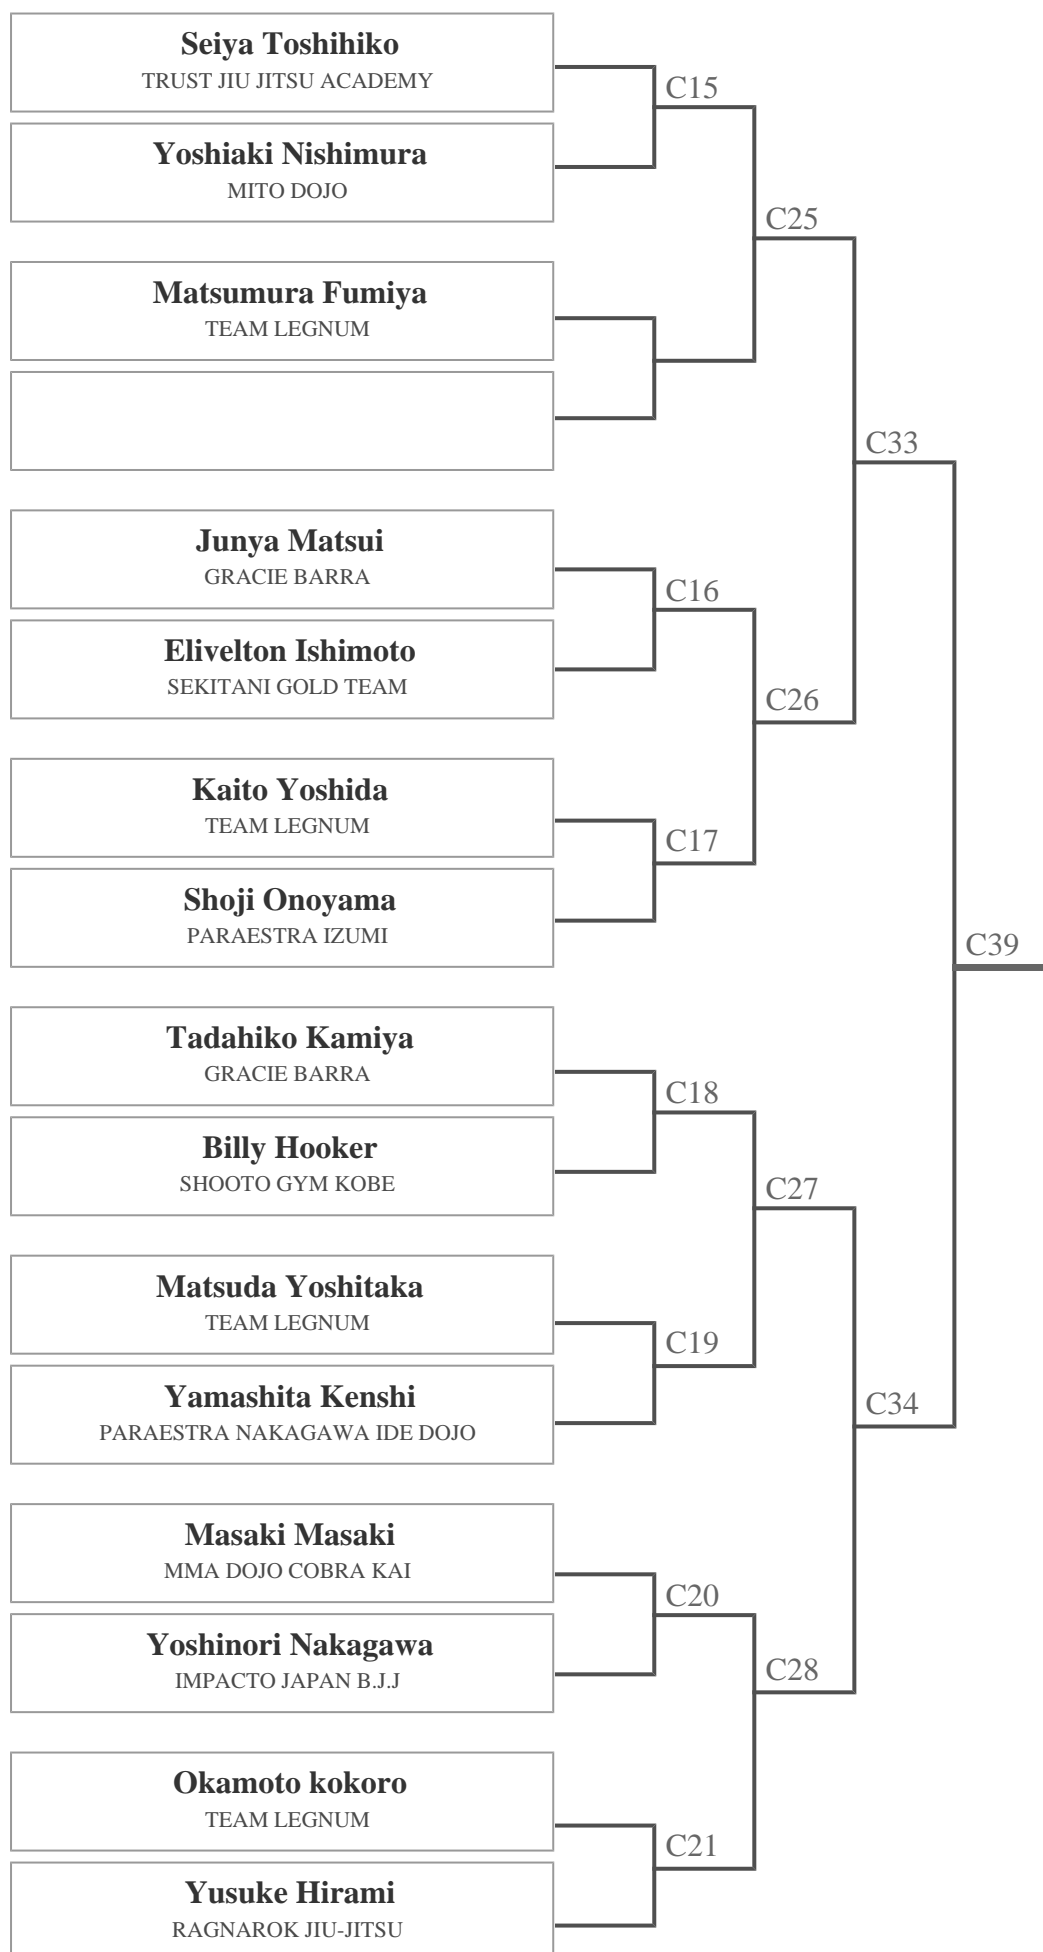 Seiya Toshihiko
TRUST JIU JITSU ACADEMY
C15
Yoshiaki Nishimura
MITO DOJO
C25
Matsumura Fumiya
TEAM LEGNUM
C33
Junya Matsui
GRACIE BARRA
C16
Elivelton Ishimoto
SEKITANI GOLD TEAM
C26
Kaito Yoshida
TEAM LEGNUM
C17
Shoji Onoyama
PARAESTRA IZUMI
C39
Tadahiko Kamiya
GRACIE BARRA
C18
Billy Hooker
SHOOTO GYM KOBE
C27
Matsuda Yoshitaka
TEAM LEGNUM
C19
Yamashita Kenshi
PARAESTRA NAKAGAWA IDE DOJO
C34
Masaki Masaki
MMA DOJO COBRA KAI
C20
Yoshinori Nakagawa
IMPACTO JAPAN B.J.J
C28
Okamoto kokoro
TEAM LEGNUM
C21
Yusuke Hirami
RAGNAROK JIU-JITSU